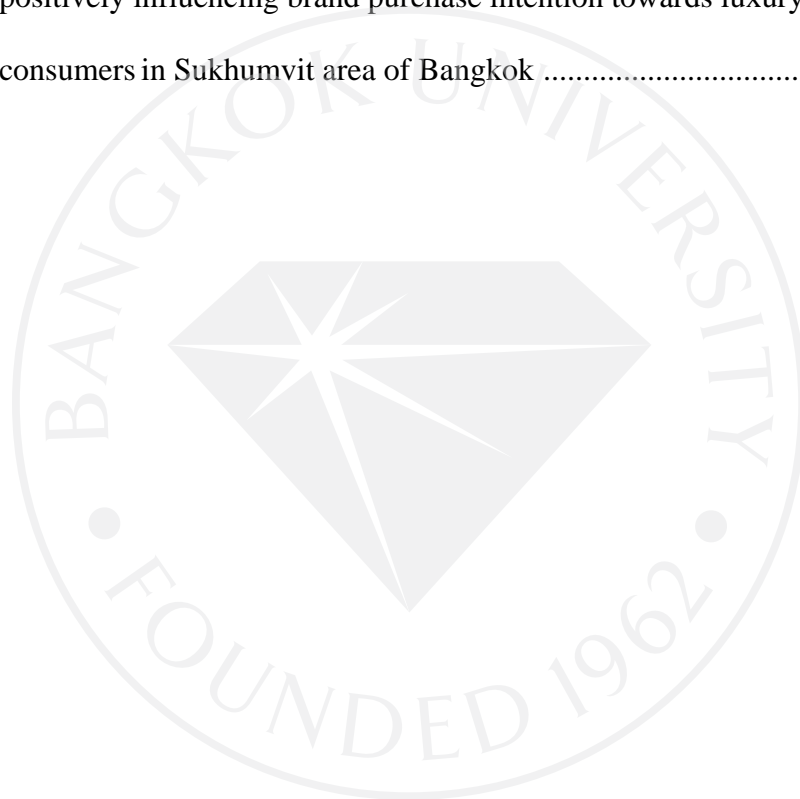 positively influencing brand purchase intention towards luxury
consumers in Sukhumvit area of Bangkok ................................
BANGKOK UNIVERSITY
FOUNDED 1962